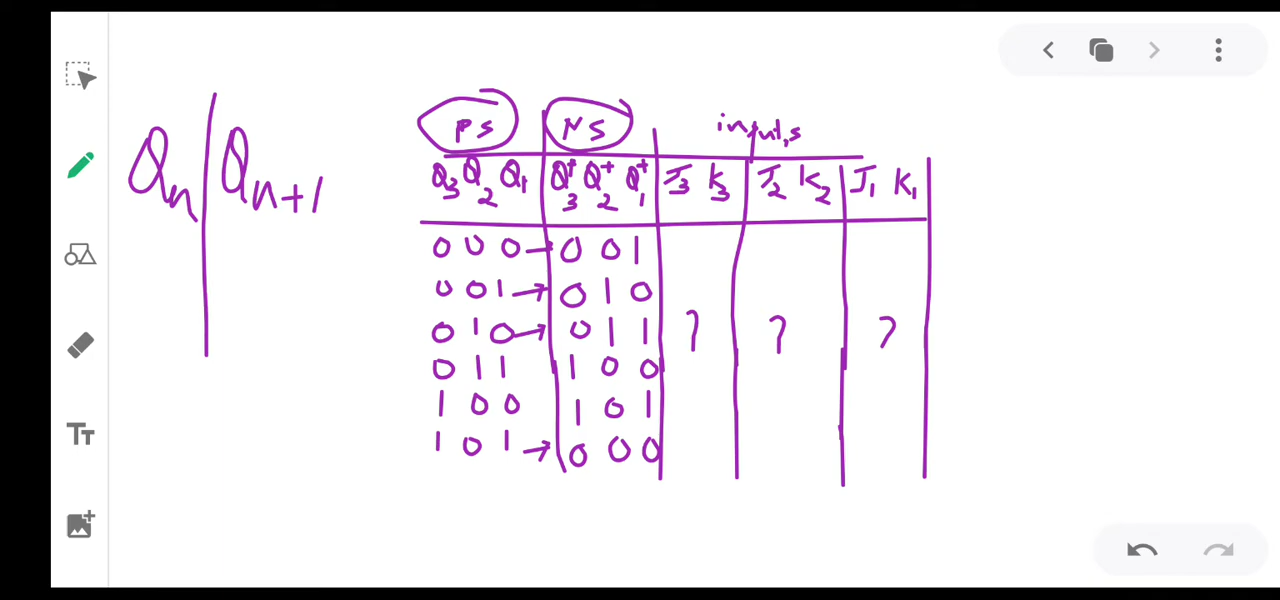 Qn Qn+1
PS NS inputs
Q3 Q2 Q1 Q3+ Q2+ Q1+ J3 K3 J2 K2 J1 K1
0 0 0 → 0 0 1
0 0 1 → 0 1 0
0 1 0 → 0 1 1 ? ? ?
0 1 1 1 0 0
1 0 0 1 0 1
1 0 1 → 0 0 0
Tт